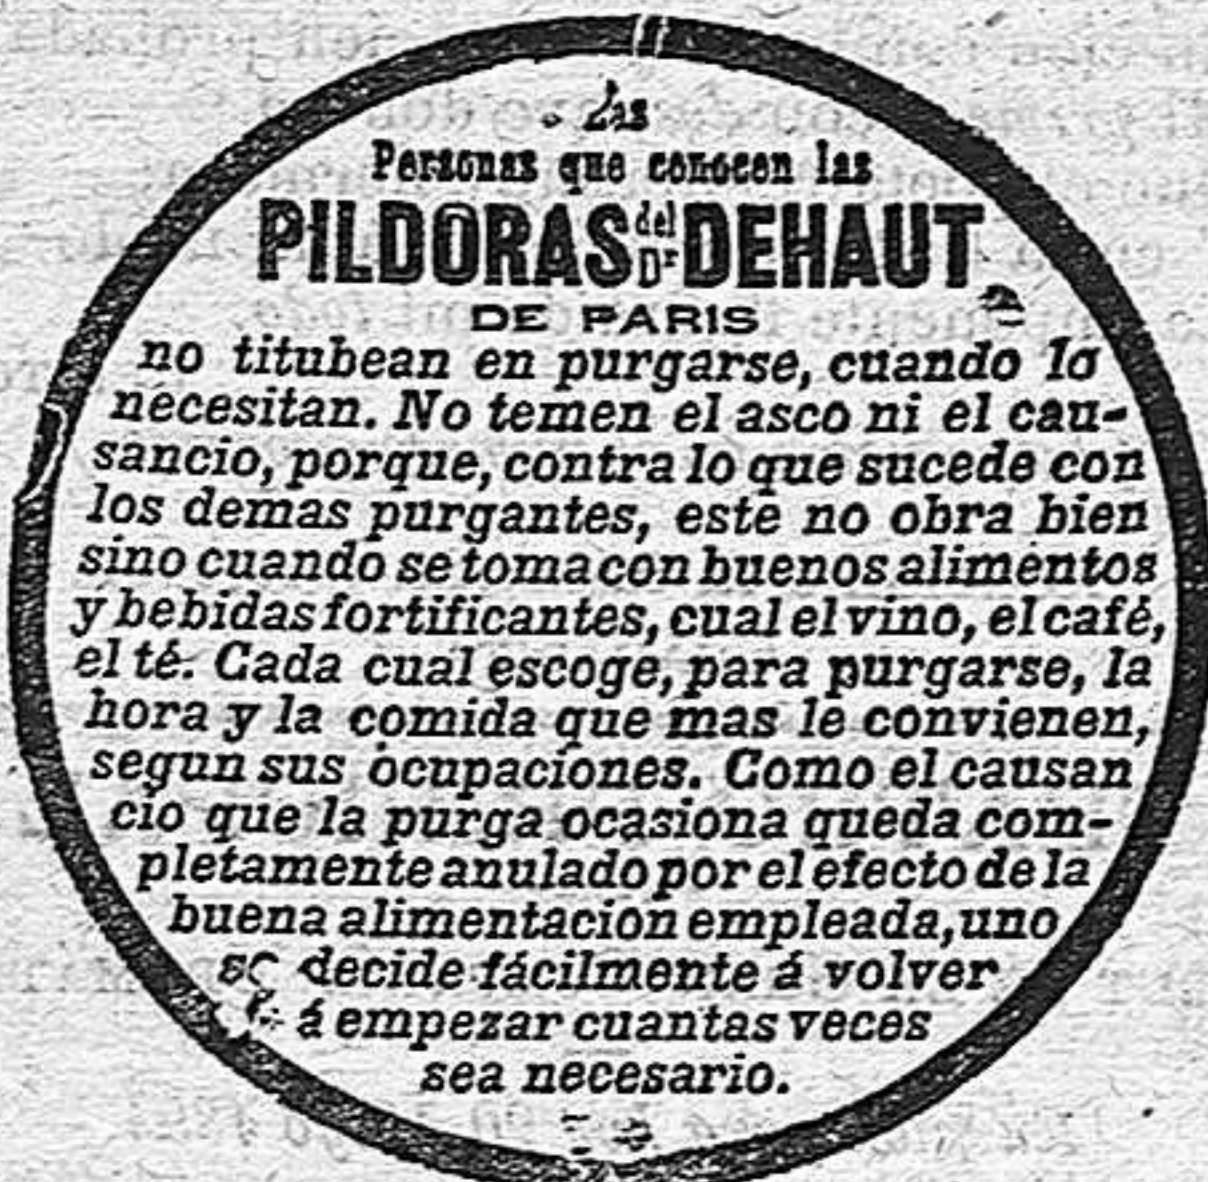 Las
Personas que conocen las
PILDORAS del Dr DEHAUT
DE PARIS
no titubean en purgarse, cuando lo
necesitan. No temen el asco ni el cau-
sancio, porque, contra lo que sucede con
los demas purgantes, este no obra bien
sino cuando se toma con buenos alimentos
y bebidas fortificantes, cual el vino, el café,
el té. Cada cual escoge, para purgarse, la
hora y la comida que mas le convienen,
segun sus ocupaciones. Como el causan
cio que la purga ocasiona queda com-
pletamente anulado por el efecto de la
buena alimentacion empleada, uno
se decide fácilmente á volver
á empezar cuantas veces
sea necesario.